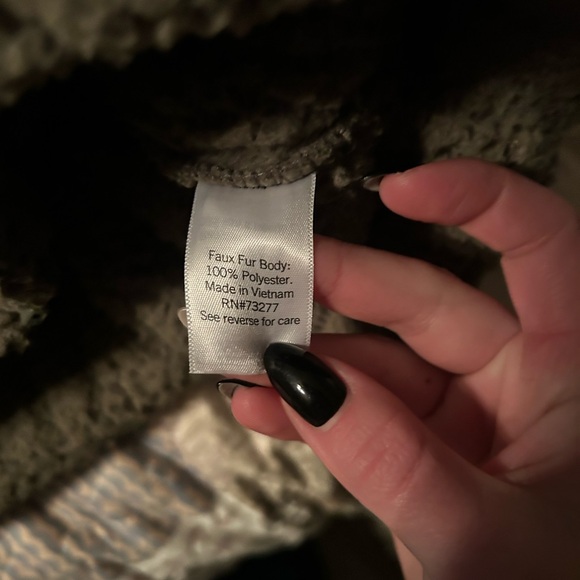 Faux Fur Body:
100% Polyester.
Made in Vietnam
RN#73277
See reverse for care